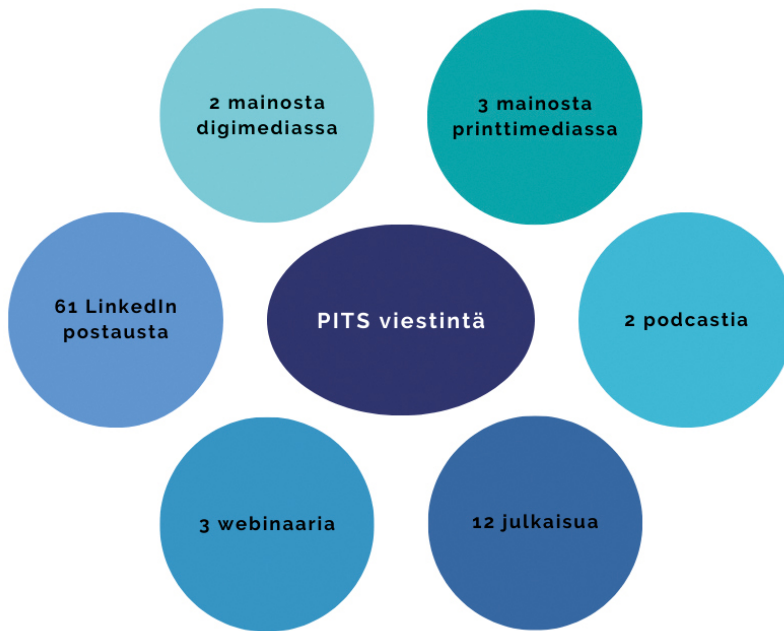 2 mainosta
digimediassa
3 mainosta
printtimediassa
61 LinkedIn
postausta
PITS viestintä
2 podcastia
3 webinaaria
12 julkaisua